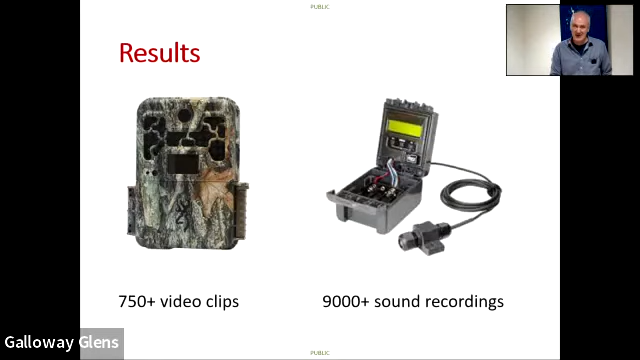 PUBLIC
Results
750+ video clips
9000+ sound recordings
Galloway Glens
PUBLIC